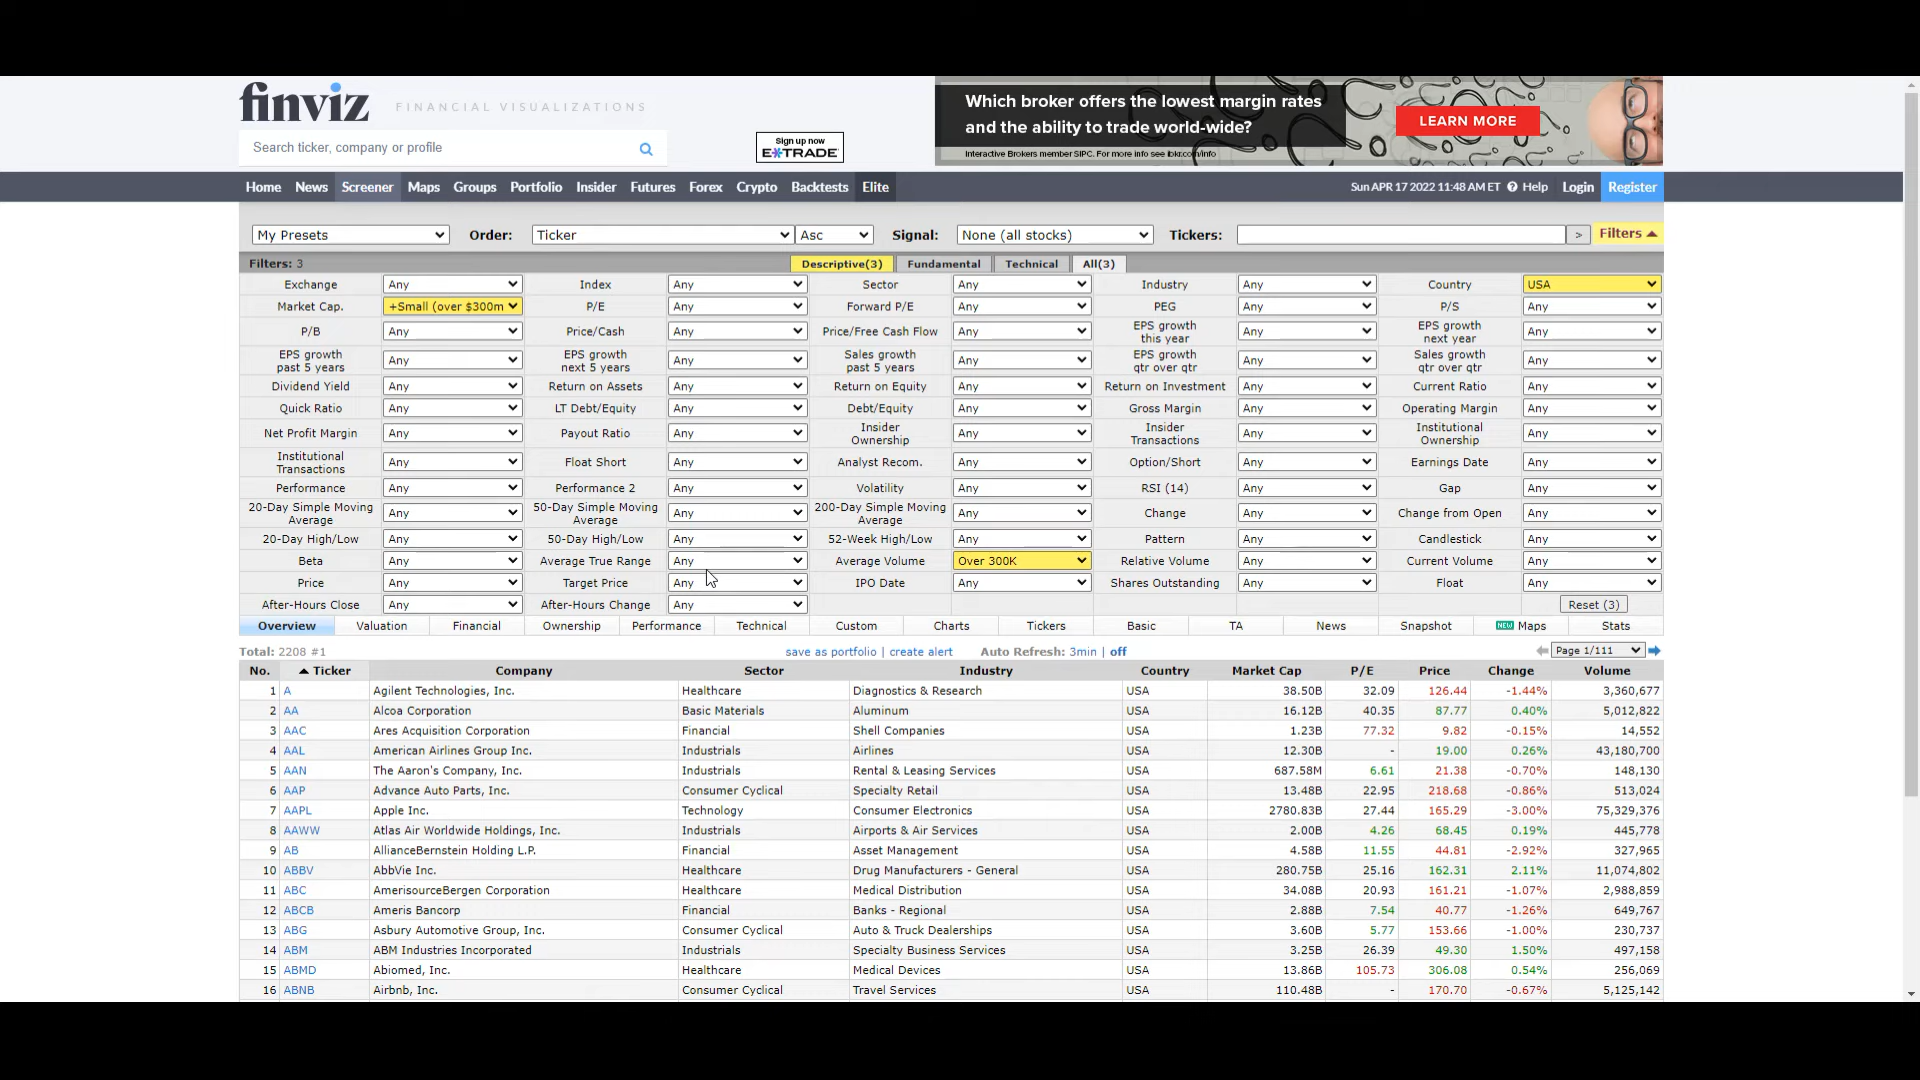 finviz FINANCIAL VISUALIZATIONS
Which broker offers the lowest margin rates
and the ability to trade world-wide?
LEARN MORE
Interactive Brokers member SIPC. For more info see ibkr.com/info
Search ticker, company or profile
Sign up now
E*TRADE
Home News Screener Maps Groups Portfolio Insider Futures Forex Crypto Backtests Elite Sun APR 17 2022 11:48 AM ET Help Login Register
My Presets Order: Ticker Asc Signal: None (all stocks) Tickers: > Filters
Filters: 3 Descriptive(3) Fundamental Technical All(3)
Exchange Any Index Any Sector Any Industry Any Country USA
Market Cap. +Small (over $300m P/E Any Forward P/E Any PEG Any P/S Any
P/B Any Price/Cash Any Price/Free Cash Flow Any EPS growth this year Any EPS growth next year Any
EPS growth past 5 years Any EPS growth next 5 years Any Sales growth past 5 years Any EPS growth qtr over qtr Any Sales growth qtr over qtr Any
Dividend Yield Any Return on Assets Any Return on Equity Any Return on Investment Any Current Ratio Any
Quick Ratio Any LT Debt/Equity Any Debt/Equity Any Gross Margin Any Operating Margin Any
Net Profit Margin Any Payout Ratio Any Insider Ownership Any Insider Transactions Any Institutional Ownership Any
Institutional Transactions Any Float Short Any Analyst Recom. Any Option/Short Any Earnings Date Any
Performance Any Performance 2 Any Volatility Any RSI (14) Any Gap Any
20-Day Simple Moving Average Any 50-Day Simple Moving Average Any 200-Day Simple Moving Average Any Change Any Change from Open Any
20-Day High/Low Any 50-Day High/Low Any 52-Week High/Low Any Pattern Any Candlestick Any
Beta Any Average True Range Any Average Volume Over 300K Relative Volume Any Current Volume Any
Price Any Target Price Any IPO Date Any Shares Outstanding Any Float Any
After-Hours Close Any After-Hours Change Any Reset (3)
Overview Valuation Financial Ownership Performance Technical Custom Charts Tickers Basic TA News Snapshot NEW Maps Stats
Total: 2208 #1 save as portfolio | create alert Auto Refresh: 3min | off Page 1/111
No. Ticker Company Sector Industry Country Market Cap P/E Price Change Volume
1 A Agilent Technologies, Inc. Healthcare Diagnostics & Research USA 38.50B 32.09 126.44 -1.44% 3,360,677
2 AA Alcoa Corporation Basic Materials Aluminum USA 16.12B 40.35 87.77 0.40% 5,012,822
3 AAC Ares Acquisition Corporation Financial Shell Companies USA 1.23B 77.32 9.82 -0.15% 14,552
4 AAL American Airlines Group Inc. Industrials Airlines USA 12.30B - 19.00 0.26% 43,180,700
5 AAN The Aaron's Company, Inc. Industrials Rental & Leasing Services USA 687.58M 6.61 21.38 -0.70% 148,130
6 AAP Advance Auto Parts, Inc. Consumer Cyclical Specialty Retail USA 13.48B 22.95 218.68 -0.86% 513,024
7 AAPL Apple Inc. Technology Consumer Electronics USA 2780.83B 27.44 165.29 -3.00% 75,329,376
8 AAWW Atlas Air Worldwide Holdings, Inc. Industrials Airports & Air Services USA 2.00B 4.26 68.45 0.19% 445,778
9 AB AllianceBernstein Holding L.P. Financial Asset Management USA 4.58B 11.55 44.81 -2.92% 327,965
10 ABBV AbbVie Inc. Healthcare Drug Manufacturers - General USA 280.75B 25.16 162.31 2.11% 11,074,802
11 ABC AmerisourceBergen Corporation Healthcare Medical Distribution USA 34.08B 20.93 161.21 -1.07% 2,988,859
12 ABCB Ameris Bancorp Financial Banks - Regional USA 2.88B 7.54 40.77 -1.26% 649,767
13 ABG Asbury Automotive Group, Inc. Consumer Cyclical Auto & Truck Dealerships USA 3.60B 5.77 153.66 -1.00% 230,737
14 ABM ABM Industries Incorporated Industrials Specialty Business Services USA 3.25B 26.39 49.30 1.50% 497,158
15 ABMD Abiomed, Inc. Healthcare Medical Devices USA 13.86B 105.73 306.08 0.54% 256,069
16 ABNB Airbnb, Inc. Consumer Cyclical Travel Services USA 110.48B - 170.70 -0.67% 5,125,142